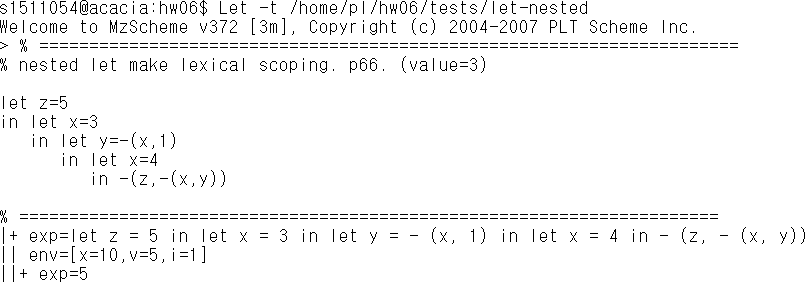 s1511054@acacia:hw06$ Let -t /home/pl/hw06/tests/let-nested
Welcome to MzScheme v372 [3m], Copyright (c) 2004-2007 PLT Scheme Inc.
> % ======================================================================
% nested let make lexical scoping. p66. (value=3)
let z=5
in let x=3
   in let y=-(x,1)
      in let x=4
         in -(z,-(x,y))
% ======================================================================
|+ exp=let z = 5 in let x = 3 in let y = - (x, 1) in let x = 4 in - (z, - (x, y))
|| env=[x=10,v=5,i=1]
||+ exp=5